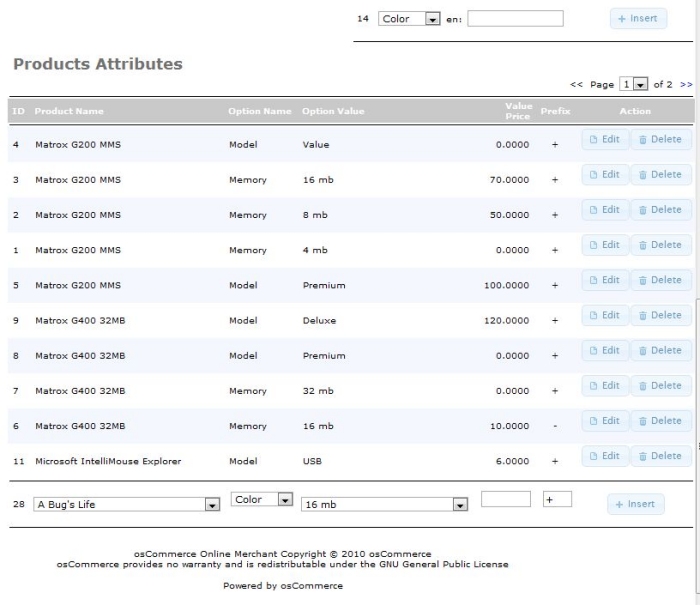 14 Color en: Insert
Products Attributes
<< Page 1 of 2 >>
ID Product Name Option Name Option Value Value Price Prefix Action
4 Matrox G200 MMS Model Value 0.0000 + Edit Delete
3 Matrox G200 MMS Memory 16 mb 70.0000 + Edit Delete
2 Matrox G200 MMS Memory 8 mb 50.0000 + Edit Delete
1 Matrox G200 MMS Memory 4 mb 0.0000 + Edit Delete
5 Matrox G200 MMS Model Premium 100.0000 + Edit Delete
9 Matrox G400 32MB Model Deluxe 120.0000 + Edit Delete
8 Matrox G400 32MB Model Premium 0.0000 + Edit Delete
7 Matrox G400 32MB Memory 32 mb 0.0000 + Edit Delete
6 Matrox G400 32MB Memory 16 mb 10.0000 - Edit Delete
11 Microsoft IntelliMouse Explorer Model USB 6.0000 + Edit Delete
28 A Bug's Life Color 16 mb + Insert
osCommerce Online Merchant Copyright © 2010 osCommerce
osCommerce provides no warranty and is redistributable under the GNU General Public License
Powered by osCommerce